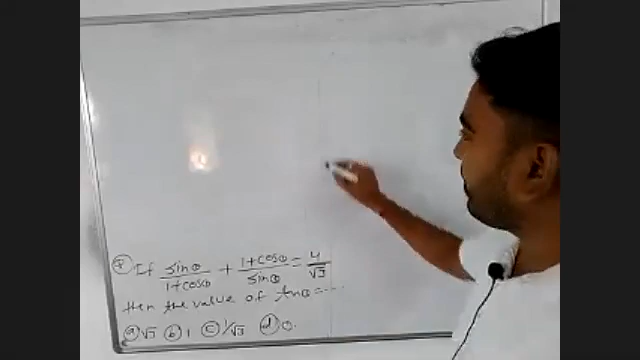 Q If sinθ/1+cosθ + 1+cosθ/sinθ = 4/√3
then the value of tanθ = ....
ⓐ √3 ⓑ 1 ⓒ 1/√3 ⓓ 0.